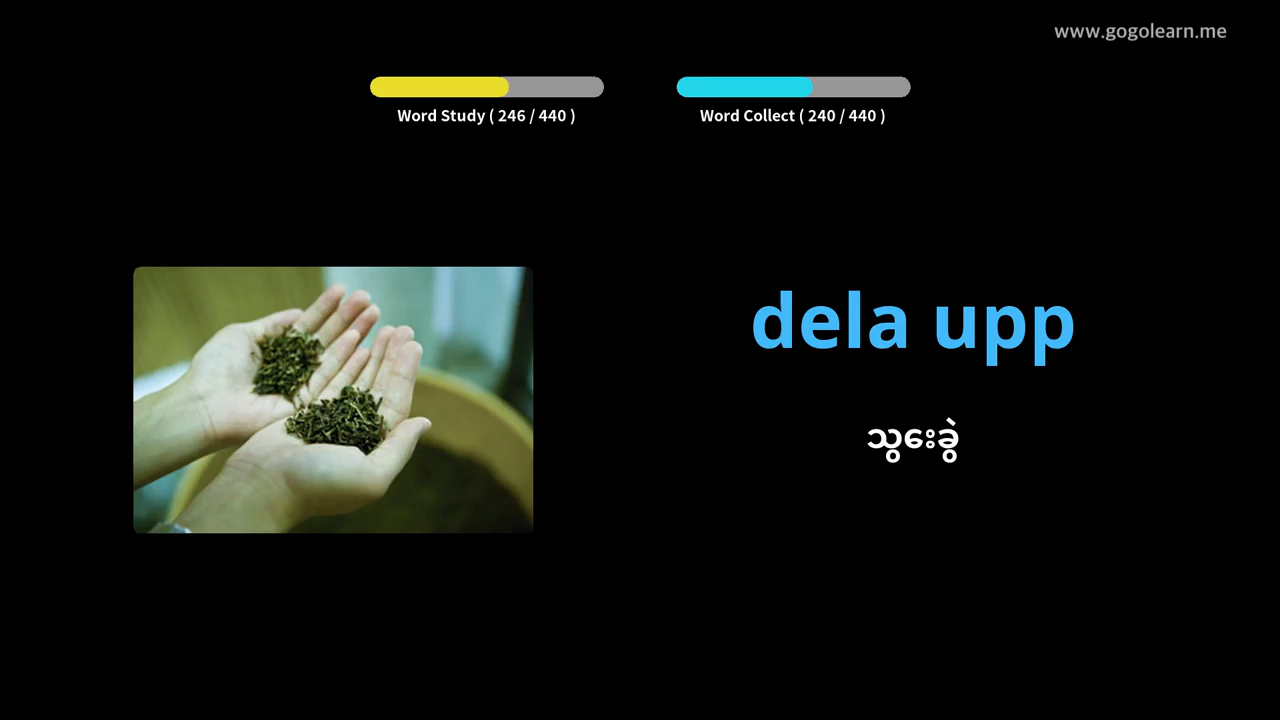 www.gogolearn.me
Word Study ( 246 / 440 )
Word Collect ( 240 / 440 )
dela upp
သွေးခွဲ